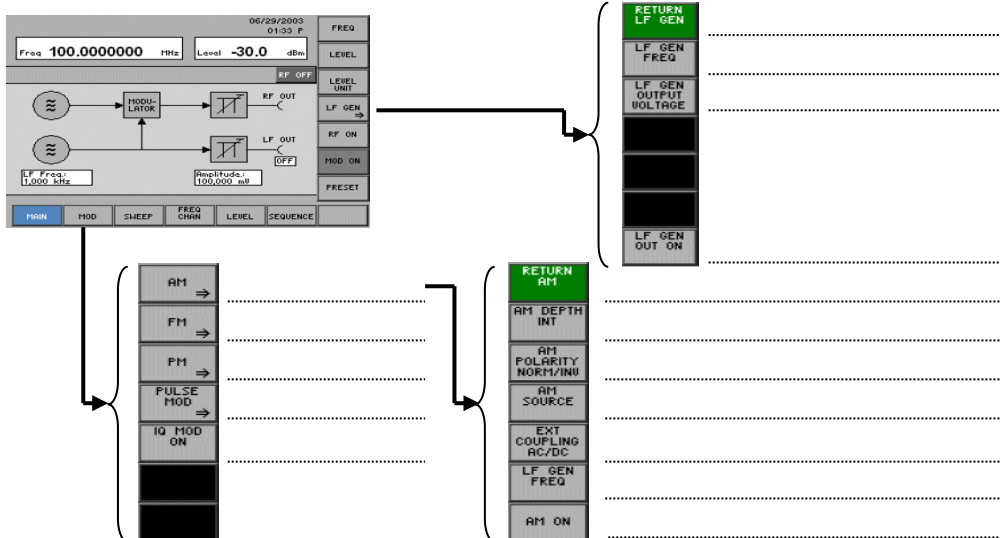 06/29/2003
01:33 P
Freq 100.0000000 MHz
Level -30.0 dBm
RF OFF
MODU-
LATOR
RF OUT
LF OUT
OFF
LF Freq.:
1,000 kHz
Amplitude.:
100,000 mV
FREQ
LEVEL
LEVEL
UNIT
LF GEN
⇒
RF ON
MOD ON
PRESET
MAIN
MOD
SWEEP
FREQ
CHAN
LEVEL
SEQUENCE
RETURN
LF GEN
LF GEN
FREQ
LF GEN
OUTPUT
VOLTAGE
LF GEN
OUT ON
AM
⇒
FM
⇒
PM
⇒
PULSE
MOD
⇒
IQ MOD
ON
RETURN
AM
AM DEPTH
INT
AM
POLARITY
NORM/INV
AM
SOURCE
EXT
COUPLING
AC/DC
LF GEN
FREQ
AM ON